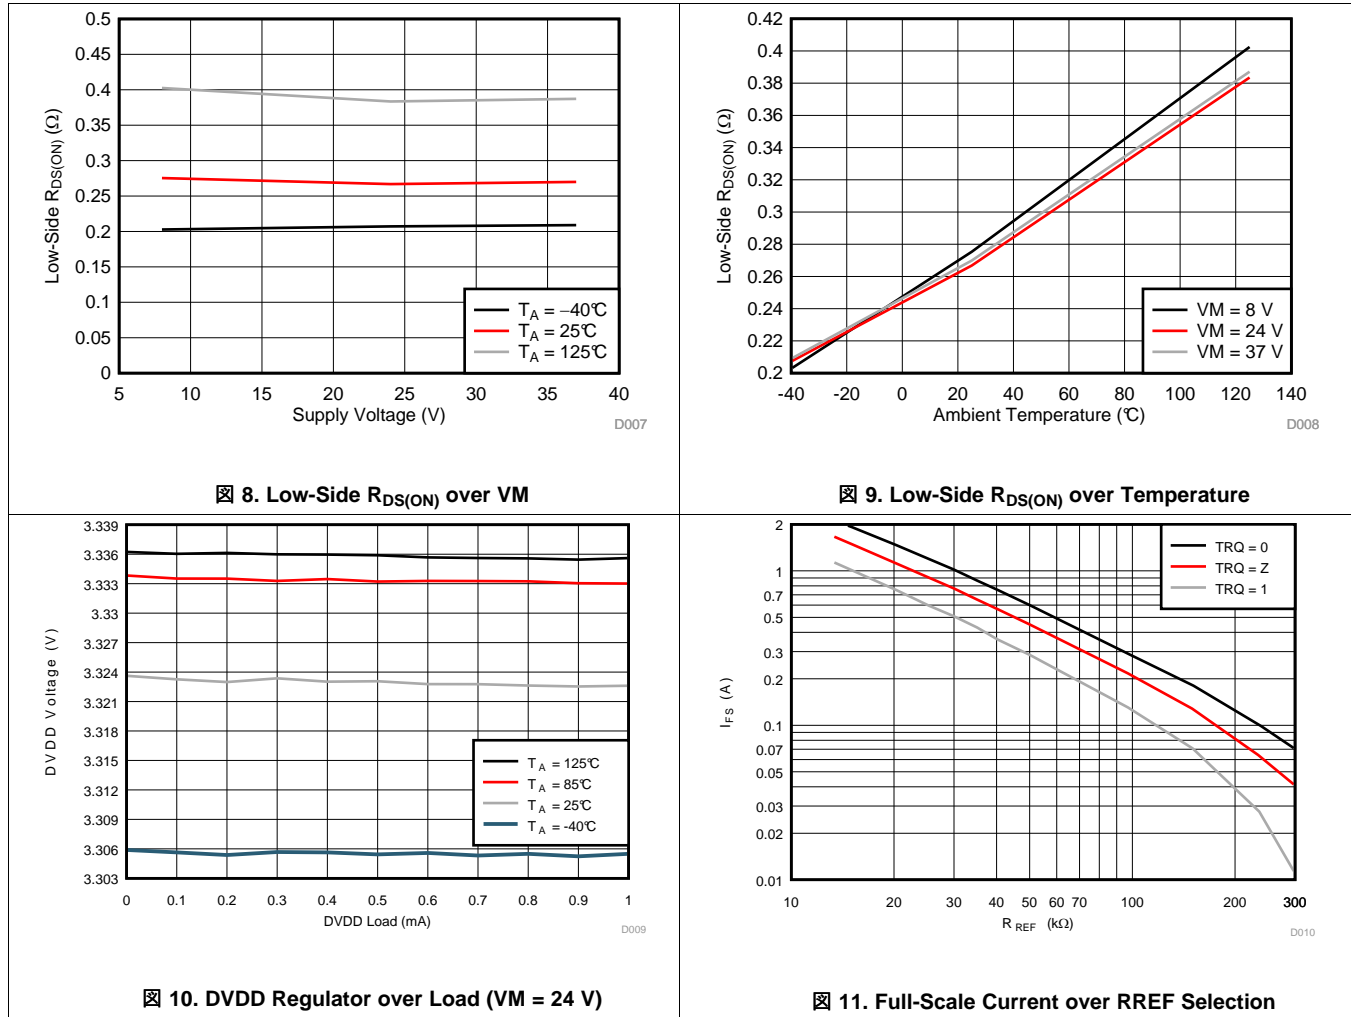 0.5
0.45
0.4
0.35
0.3
0.25
0.2
0.15
0.1
0.05
0
5 10 15 20 25 30 35 40
Low-Side RDS(ON) (Ω)
Supply Voltage (V)
TA = −40°C
TA = 25°C
TA = 125°C
D007
図 8. Low-Side RDS(ON) over VM
0.42
0.4
0.38
0.36
0.34
0.32
0.3
0.28
0.26
0.24
0.22
0.2
-40 -20 0 20 40 60 80 100 120 140
Low-Side RDS(ON) (Ω)
Ambient Temperature (°C)
VM = 8 V
VM = 24 V
VM = 37 V
D008
図 9. Low-Side RDS(ON) over Temperature
3.339
3.336
3.333
3.33
3.327
3.324
3.321
3.318
3.315
3.312
3.309
3.306
3.303
0 0.1 0.2 0.3 0.4 0.5 0.6 0.7 0.8 0.9 1
DVDD Voltage (V)
DVDD Load (mA)
TA = 125°C
TA = 85°C
TA = 25°C
TA = -40°C
D009
図 10. DVDD Regulator over Load (VM = 24 V)
2
1
0.7
0.5
0.3
0.2
0.1
0.07
0.05
0.03
0.02
0.01
10 20 30 40 50 60 70 100 200 300
IFS (A)
RREF (kΩ)
TRQ = 0
TRQ = Z
TRQ = 1
D010
図 11. Full-Scale Current over RREF Selection